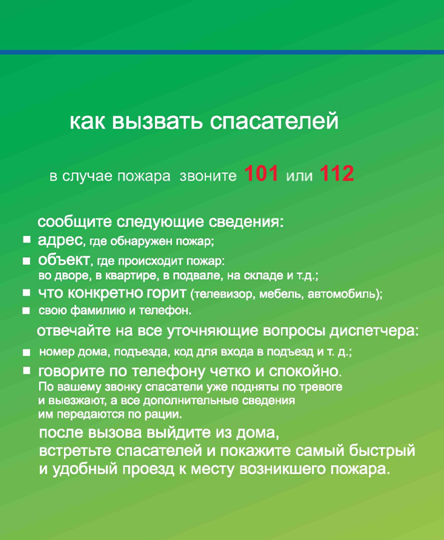 как вызвать спасателей
в случае пожара звоните 101 или 112
сообщите следующие сведения:
адрес, где обнаружен пожар;
объект, где происходит пожар:
во дворе, в квартире, в подвале, на складе и т.д.;
что конкретно горит (телевизор, мебель, автомобиль);
свою фамилию и телефон.
отвечайте на все уточняющие вопросы диспетчера:
номер дома, подъезда, код для входа в подъезд и т. д.;
говорите по телефону четко и спокойно.
По вашему звонку спасатели уже подняты по тревоге
и выезжают, а все дополнительные сведения
им передаются по рации.
после вызова выйдите из дома,
встретьте спасателей и покажите самый быстрый
и удобный проезд к месту возникшего пожара.